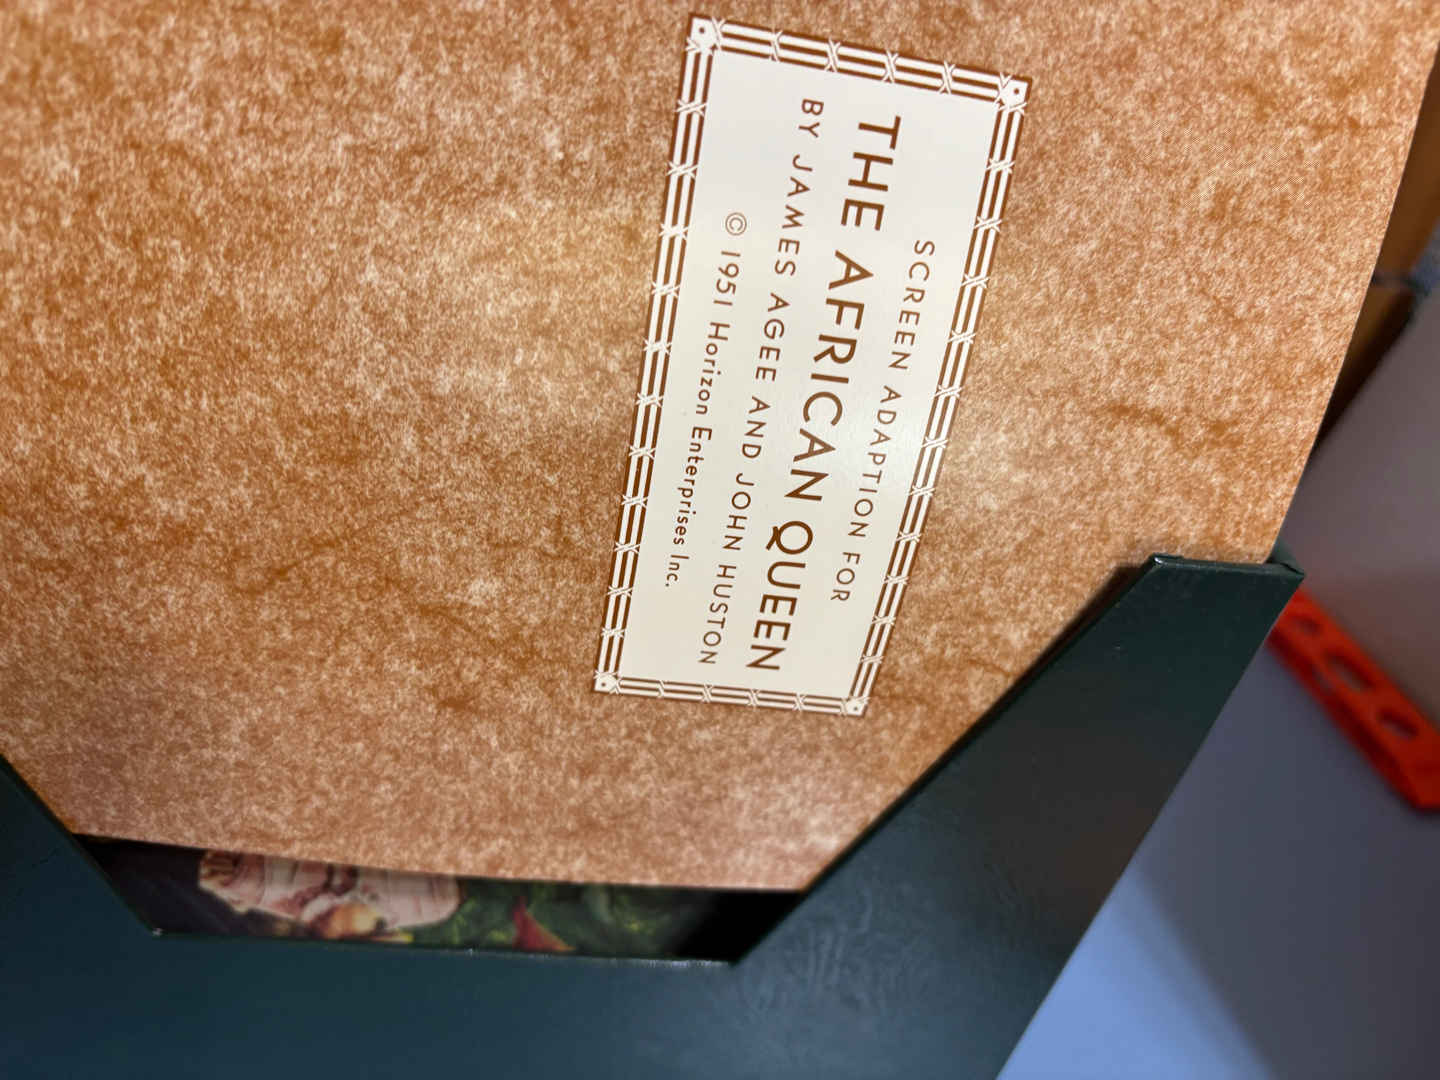 SCREEN ADAPTION FOR
THE AFRICAN QUEEN
BY JAMES AGEE AND JOHN HUSTON
© 1951 Horizon Enterprises Inc.